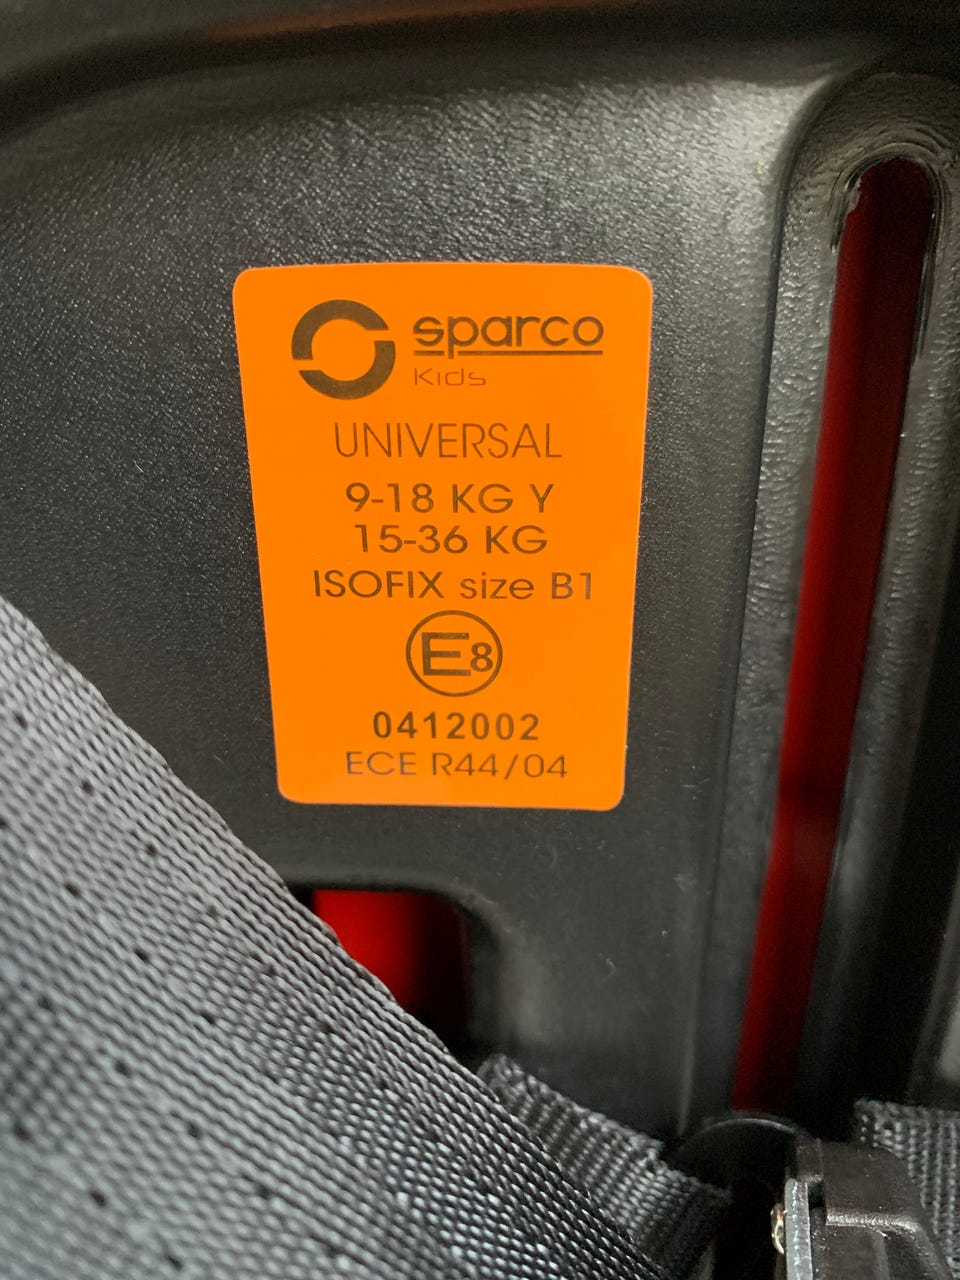 sparco
Kids
UNIVERSAL
9-18 KG Y
15-36 KG
ISOFIX size B1
E8
0412002
ECE R44/04